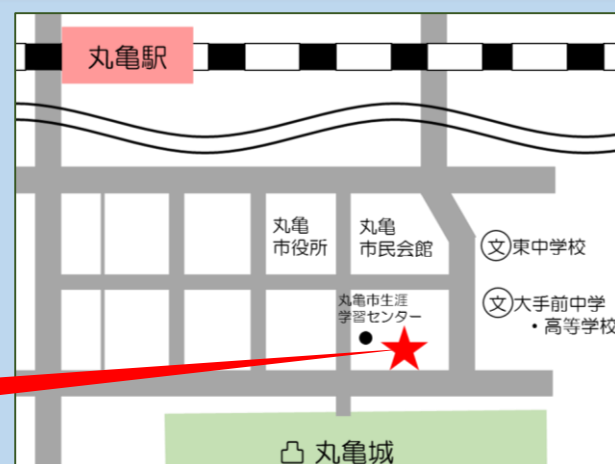 丸亀駅
丸亀
市役所
丸亀
市民会館
文東中学校
丸亀市生涯
学習センター
文大手前中学
・高等学校
丸亀城